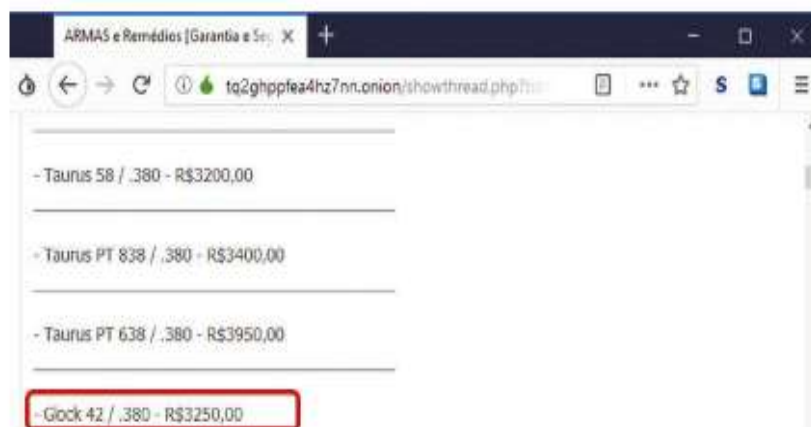 ARMAS e Remédios [Garantia e Se
tq2ghppfea4hz7nn.onion/showthread.php?
- Taurus 58 / .380 - R$3200,00
- Taurus PT 838 / .380 - R$3400,00
- Taurus PT 638 / .380 - R$3950,00
- Glock 42 / .380 - R$3250,00